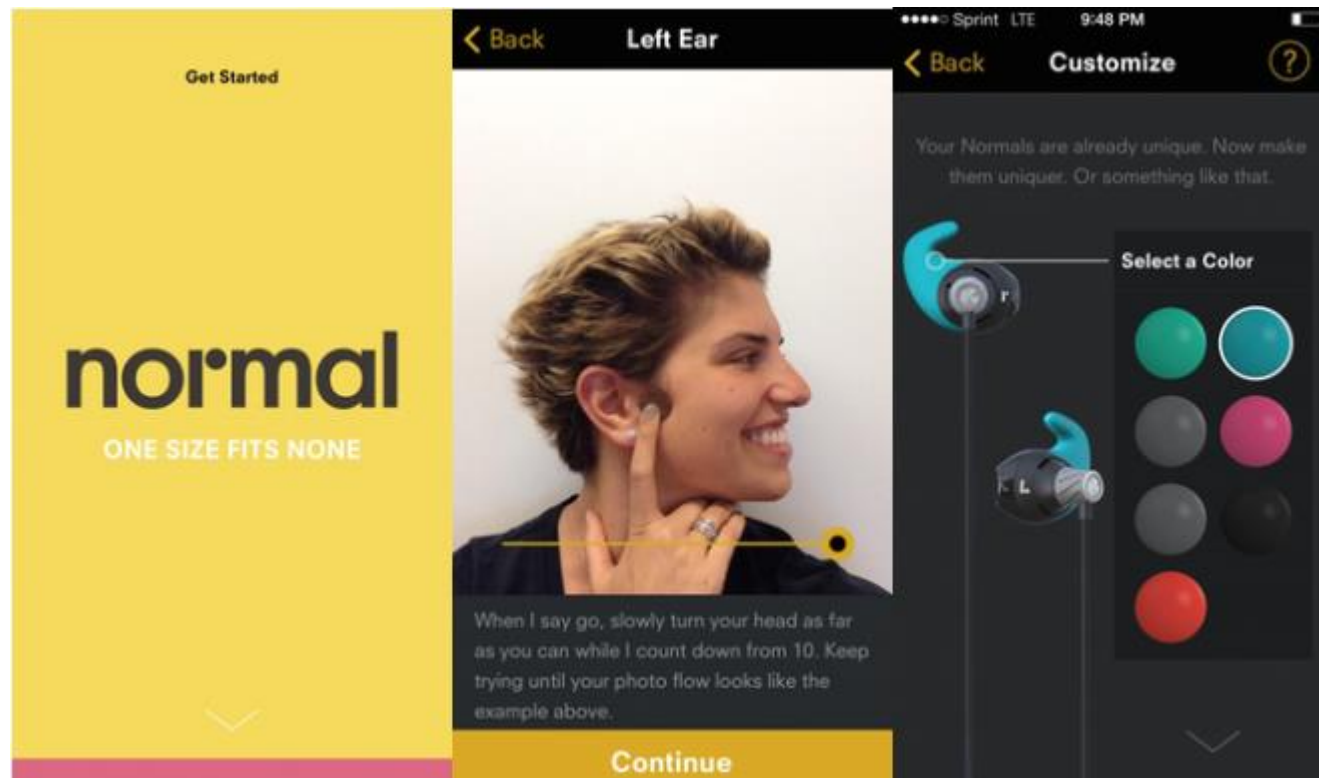 Get Started
normal
ONE SIZE FITS NONE
Back
Left Ear
When I say go, slowly turn your head as far
as you can while I count down from 10. Keep
trying until your photo flow looks like the
example above.
Continue
Sprint LTE
9:48 PM
Back
Customize
?
Your Normals are already unique. Now make
them uniquer. Or something like that.
Select a Color
r
L